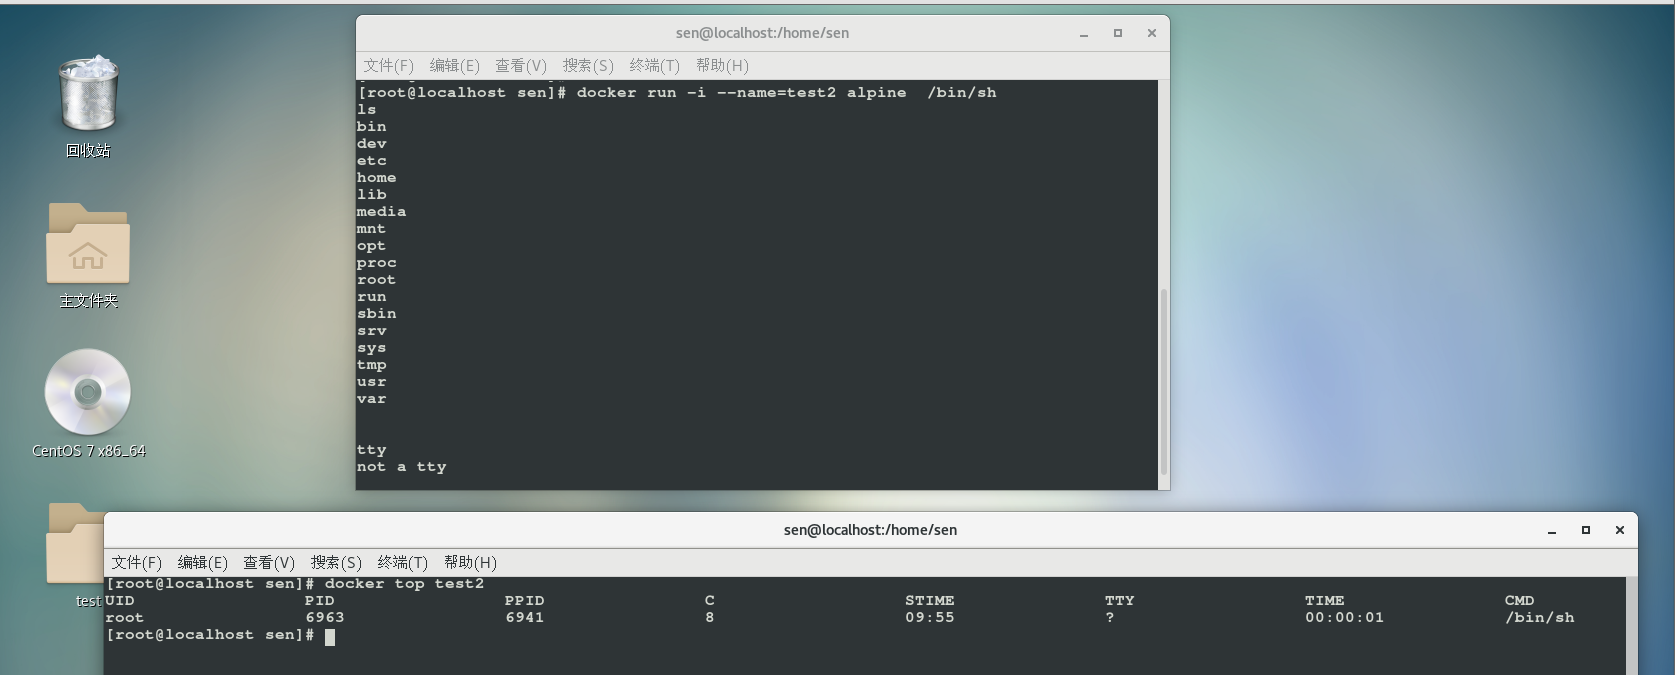 回收站
主文件夹
CentOS 7 x86_64
test
sen@localhost:/home/sen
文件(F) 编辑(E) 查看(V) 搜索(S) 终端(T) 帮助(H)
[root@localhost sen]# docker run -i --name=test2 alpine  /bin/sh
ls
bin
dev
etc
home
lib
media
mnt
opt
proc
root
run
sbin
srv
sys
tmp
usr
var
tty
not a tty
sen@localhost:/home/sen
文件(F) 编辑(E) 查看(V) 搜索(S) 终端(T) 帮助(H)
[root@localhost sen]# docker top test2
UID PID PPID C STIME TTY TIME CMD
root 6963 6941 8 09:55 ? 00:00:01 /bin/sh
[root@localhost sen]#